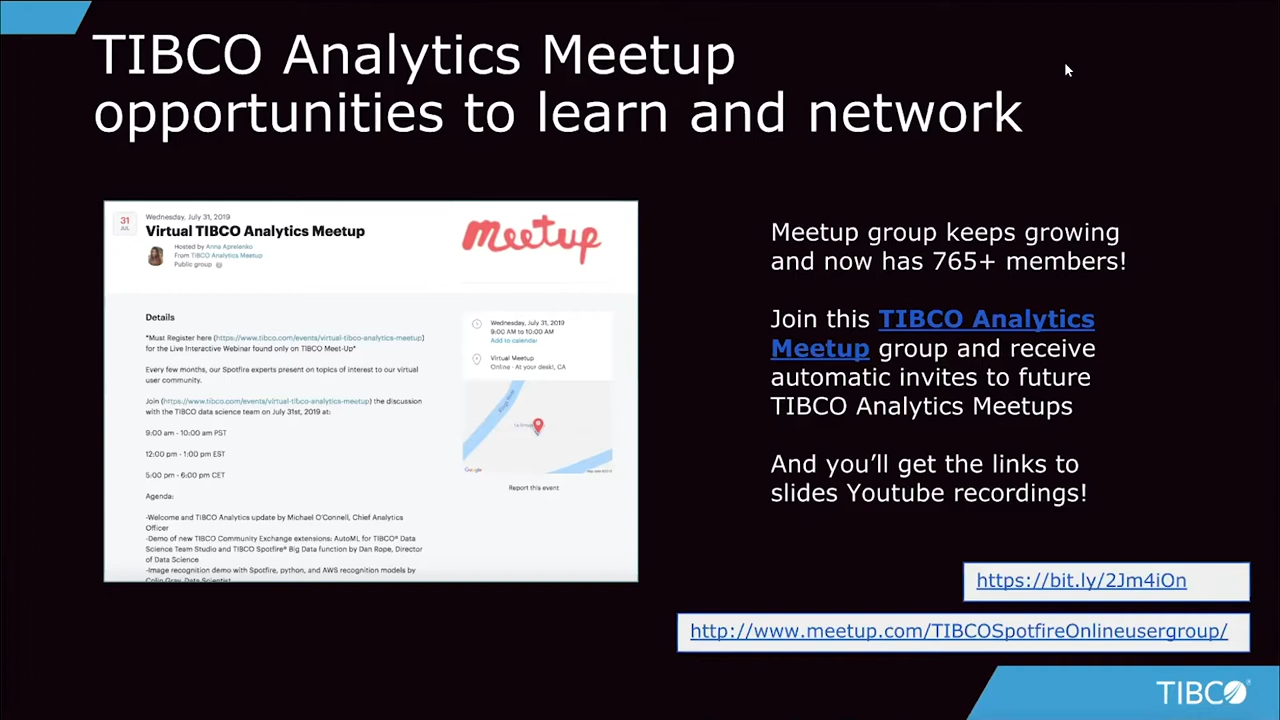 TIBCO Analytics Meetup
opportunities to learn and network
31
JUL
Wednesday, July 31, 2019
Virtual TIBCO Analytics Meetup
Hosted by Anna Aprelenko
From TIBCO Analytics Meetup
Public group
meetup
Details
*Must Register here (https://www.tibco.com/events/virtual-tibco-analytics-meetup)
for the Live Interactive Webinar found only on TIBCO Meet-Up*
Every few months, our Spotfire experts present on topics of interest to our virtual
user community.
Join (https://www.tibco.com/events/virtual-tibco-analytics-meetup) the discussion
with the TIBCO data science team on July 31st, 2019 at:
9:00 am - 10:00 am PST
12:00 pm - 1:00 pm EST
5:00 pm - 6:00 pm CET
Agenda:
-Welcome and TIBCO Analytics update by Michael O'Connell, Chief Analytics
Officer
-Demo of new TIBCO Community Exchange extensions: AutoML for TIBCO® Data
Science Team Studio and TIBCO Spotfire® Big Data function by Dan Rope, Director
of Data Science
-Image recognition demo with Spotfire, python, and AWS recognition models by
Colin Gray, Data Scientist
Wednesday, July 31, 2019
9:00 AM to 10:00 AM
Add to calendar
Virtual Meetup
Online - At your desk!, CA
Kings River
Google
Report this event
Meetup group keeps growing
and now has 765+ members!
Join this TIBCO Analytics
Meetup group and receive
automatic invites to future
TIBCO Analytics Meetups
And you'll get the links to
slides Youtube recordings!
https://bit.ly/2Jm4iOn
http://www.meetup.com/TIBCOSpotfireOnlineusergroup/
TIBCO®